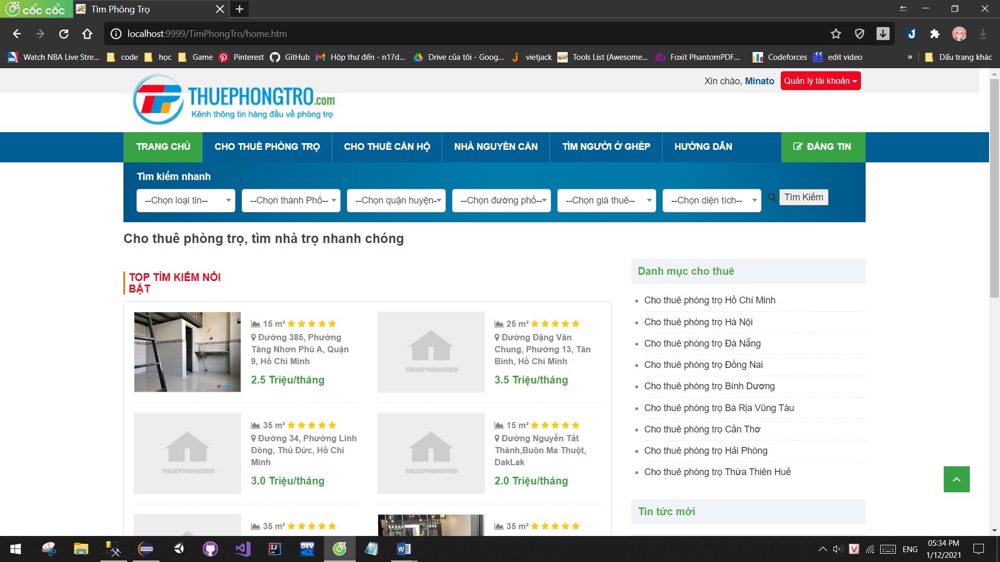 cốc cốc
Tìm Phòng Trọ
localhost:9999/TimPhongTro/home.htm
Watch NBA Live Stre...
code
học
Game
Pinterest
GitHub
Hộp thư đến - n17d...
Drive của tôi - Goog...
vietjack
Tools List (Awesome...
Foxit PhantomPDF...
Codeforces
edit video
»
Dấu trang khác
Xin chào, Minato
Quản lý tài khoản
THUEPHONGTRO.com
Kênh thông tin hàng đầu về phòng trọ
TRANG CHỦ
CHO THUÊ PHÒNG TRỌ
CHO THUÊ CĂN HỘ
NHÀ NGUYÊN CĂN
TÌM NGƯỜI Ở GHÉP
HƯỚNG DẪN
ĐĂNG TIN
Tìm kiếm nhanh
--Chọn loại tin--
--Chọn thành Phố--
--Chọn quận huyện-
--Chọn đường phố--
--Chọn giá thuê--
--Chọn diện tích--
Tìm Kiếm
Cho thuê phòng trọ, tìm nhà trọ nhanh chóng
TOP TÌM KIẾM NỔI
BẬT
15 m²
Đường 385, Phường
Tăng Nhơn Phú A, Quận
9, Hồ Chí Minh
2.5 Triệu/tháng
THUEPHONGTRO
25 m²
Đường Đặng Văn
Chung, Phường 13, Tân
Bình, Hồ Chí Minh
3.5 Triệu/tháng
THUEPHONGTRO
35 m²
Đường 34, Phường Linh
Đông, Thủ Đức, Hồ Chí
Minh
3.0 Triệu/tháng
THUEPHONGTRO
15 m²
Đường Nguyễn Tất
Thành,Buôn Ma Thuột,
DakLak
2.0 Triệu/tháng
35 m²
35 m²
Danh mục cho thuê
Cho thuê phòng trọ Hồ Chí Minh
Cho thuê phòng trọ Hà Nội
Cho thuê phòng trọ Đà Nẵng
Cho thuê phòng trọ Đồng Nai
Cho thuê phòng trọ Bình Dương
Cho thuê phòng trọ Bà Rịa Vũng Tàu
Cho thuê phòng trọ Cần Thơ
Cho thuê phòng trọ Hải Phòng
Cho thuê phòng trọ Thừa Thiên Huế
Tin tức mới
ENG
05:34 PM
1/12/2021